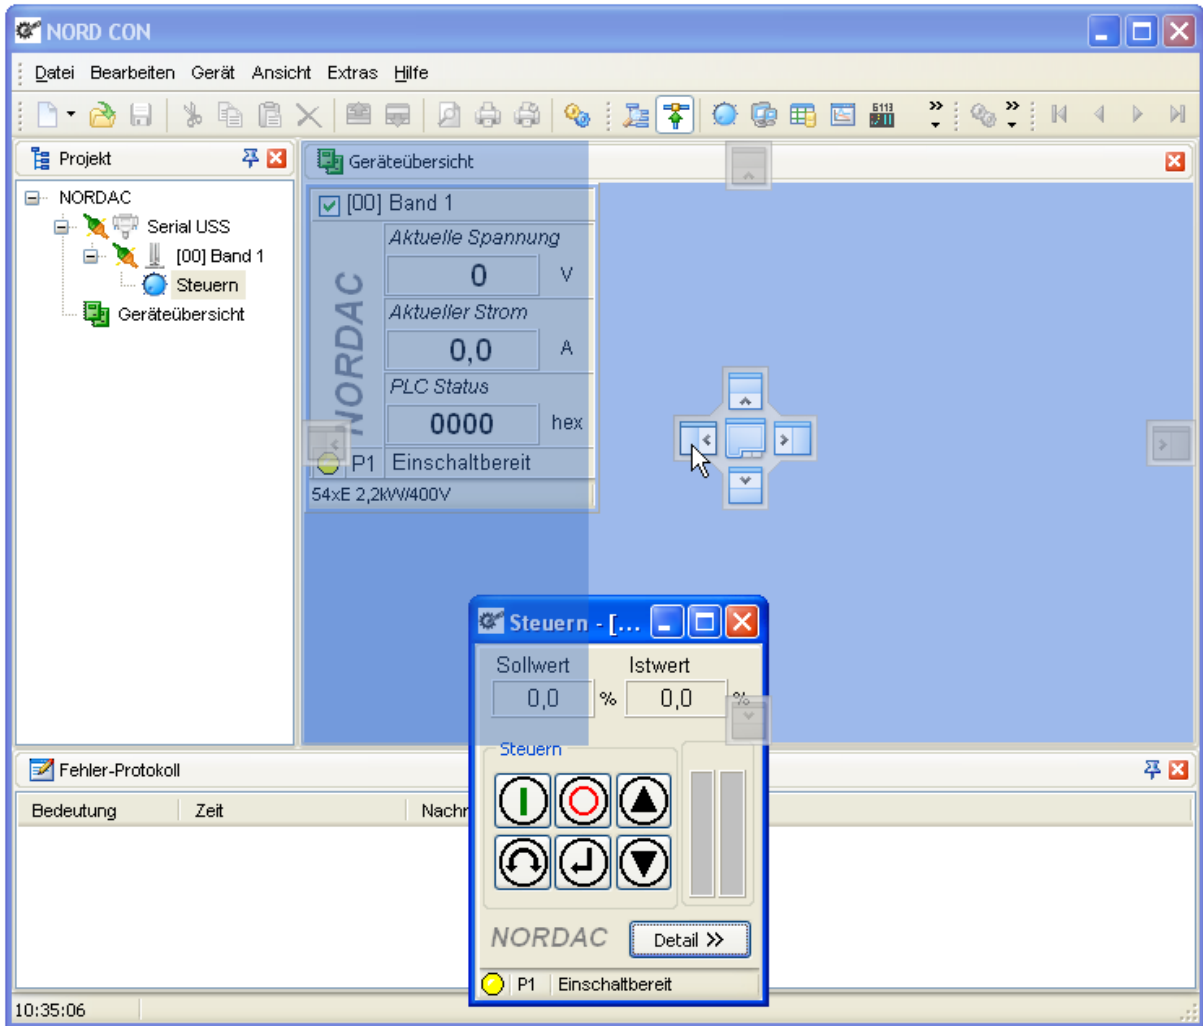 NORD CON
Datei Bearbeiten Gerät Ansicht Extras Hilfe
6113
Projekt
Geräteübersicht
NORDAC
Serial USS
[00] Band 1
Steuern
Geräteübersicht
[00] Band 1
NORDAC
Aktuelle Spannung
0 V
Aktueller Strom
0,0 A
PLC Status
0000 hex
P1 Einschaltbereit
54xE 2,2kW/400V
Steuern - [...
Sollwert Istwert
0,0 % 0,0 %
Steuern
NORDAC Detail >>
P1 Einschaltbereit
Fehler-Protokoll
Bedeutung Zeit Nachr
10:35:06